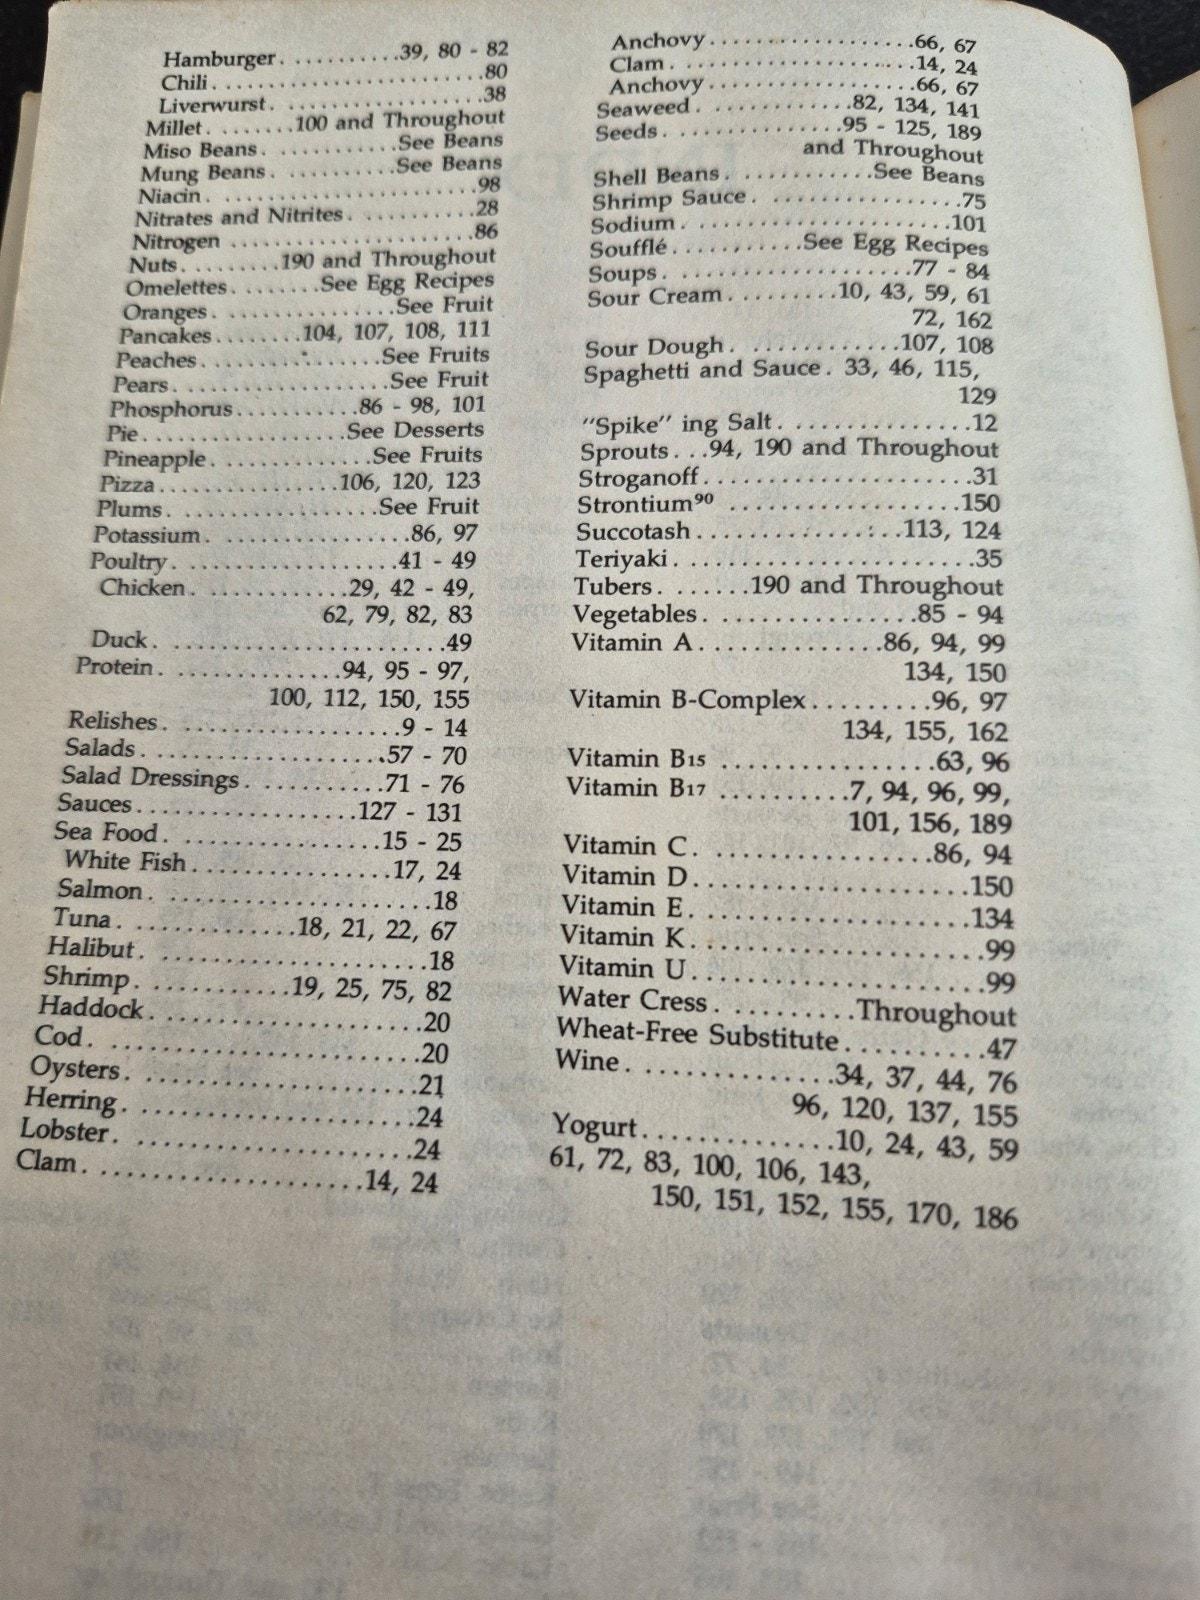 Hamburger. . . . . . . . . . .39, 80 - 82
Chili. . . . . . . . . . . . . . . . . . . . . . .80
Liverwurst. . . . . . . . . . . . . . . . . .38
Millet. . . . . . . .100 and Throughout
Miso Beans. . . . . . . . . . . .See Beans
Mung Beans. . . . . . . . . . .See Beans
Niacin. . . . . . . . . . . . . . . . . . . . . .98
Nitrates and Nitrites. . . . . . . . . .28
Nitrogen . . . . . . . . . . . . . . . . . . . .86
Nuts. . . . . . . . .190 and Throughout
Omelettes. . . . . . . .See Egg Recipes
Oranges. . . . . . . . . . . . . . .See Fruit
Pancakes. . . . . . . .104, 107, 108, 111
Peaches. . . . . . . . . . . . . . .See Fruits
Pears. . . . . . . . . . . . . . . . . .See Fruit
Phosphorus. . . . . . . . . . .86 - 98, 101
Pie. . . . . . . . . . . . . . . . .See Desserts
Pineapple. . . . . . . . . . . . .See Fruits
Pizza. . . . . . . . . . . . . . .106, 120, 123
Plums. . . . . . . . . . . . . . . . .See Fruit
Potassium. . . . . . . . . . . . . . . .86, 97
Poultry. . . . . . . . . . . . . . . . . .41 - 49
Chicken. . . . . . . . . . . . .29, 42 - 49,
62, 79, 82, 83
Duck. . . . . . . . . . . . . . . . . . . . . . .49
Protein. . . . . . . . . . . . . .94, 95 - 97,
100, 112, 150, 155
Relishes. . . . . . . . . . . . . . . . . .9 - 14
Salads. . . . . . . . . . . . . . . . . . .57 - 70
Salad Dressings. . . . . . . . . . .71 - 76
Sauces. . . . . . . . . . . . . . . . .127 - 131
Sea Food. . . . . . . . . . . . . . . .15 - 25
White Fish. . . . . . . . . . . . . . .17, 24
Salmon. . . . . . . . . . . . . . . . . . . . .18
Tuna. . . . . . . . . . . . . .18, 21, 22, 67
Halibut. . . . . . . . . . . . . . . . . . . . .18
Shrimp. . . . . . . . . . . .19, 25, 75, 82
Haddock. . . . . . . . . . . . . . . . . . . .20
Cod. . . . . . . . . . . . . . . . . . . . . . . .20
Oysters. . . . . . . . . . . . . . . . . . . . .21
Herring. . . . . . . . . . . . . . . . . . . . .24
Lobster. . . . . . . . . . . . . . . . . . . . .24
Clam. . . . . . . . . . . . . . . . . . . .14, 24
Anchovy. . . . . . . . . . . . . . . . .66, 67
Clam. . . . . . . . . . . . . . . . . . . .14, 24
Anchovy. . . . . . . . . . . . . . . . .66, 67
Seaweed. . . . . . . . . . . .82, 134, 141
Seeds. . . . . . . . . . . . . .95 - 125, 189
and Throughout
Shell Beans. . . . . . . . . . .See Beans
Shrimp Sauce. . . . . . . . . . . . . . .75
Sodium. . . . . . . . . . . . . . . . . . . .101
Soufflé. . . . . . . . . . .See Egg Recipes
Soups. . . . . . . . . . . . . . . . . .77 - 84
Sour Cream. . . . . . . . .10, 43, 59, 61
72, 162
Sour Dough. . . . . . . . . . . .107, 108
Spaghetti and Sauce. 33, 46, 115,
129
"Spike" ing Salt. . . . . . . . . . . . . .12
Sprouts. . .94, 190 and Throughout
Stroganoff. . . . . . . . . . . . . . . . . . .31
Strontium⁹⁰ . . . . . . . . . . . . . . . .150
Succotash. . . . . . . . . . . . . .113, 124
Teriyaki. . . . . . . . . . . . . . . . . . . . .35
Tubers. . . . . . . .190 and Throughout
Vegetables. . . . . . . . . . . . . . .85 - 94
Vitamin A. . . . . . . . . . . . .86, 94, 99
134, 150
Vitamin B-Complex. . . . . . . . .96, 97
134, 155, 162
Vitamin B15 . . . . . . . . . . . . . .63, 96
Vitamin B17 . . . . . . . . .7, 94, 96, 99,
101, 156, 189
Vitamin C. . . . . . . . . . . . . . .86, 94
Vitamin D. . . . . . . . . . . . . . . . . .150
Vitamin E. . . . . . . . . . . . . . . . . .134
Vitamin K. . . . . . . . . . . . . . . . . . .99
Vitamin U. . . . . . . . . . . . . . . . . . .99
Water Cress. . . . . . . . . .Throughout
Wheat-Free Substitute. . . . . . . . . .47
Wine. . . . . . . . . . . . . .34, 37, 44, 76
96, 120, 137, 155
Yogurt. . . . . . . . . . . . .10, 24, 43, 59
61, 72, 83, 100, 106, 143,
150, 151, 152, 155, 170, 186